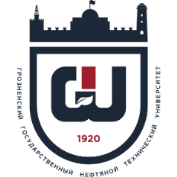 1920
ГРОЗНЕНСКИЙ ГОСУДАРСТВЕННЫЙ НЕФТЯНОЙ ТЕХНИЧЕСКИЙ УНИВЕРСИТЕТ